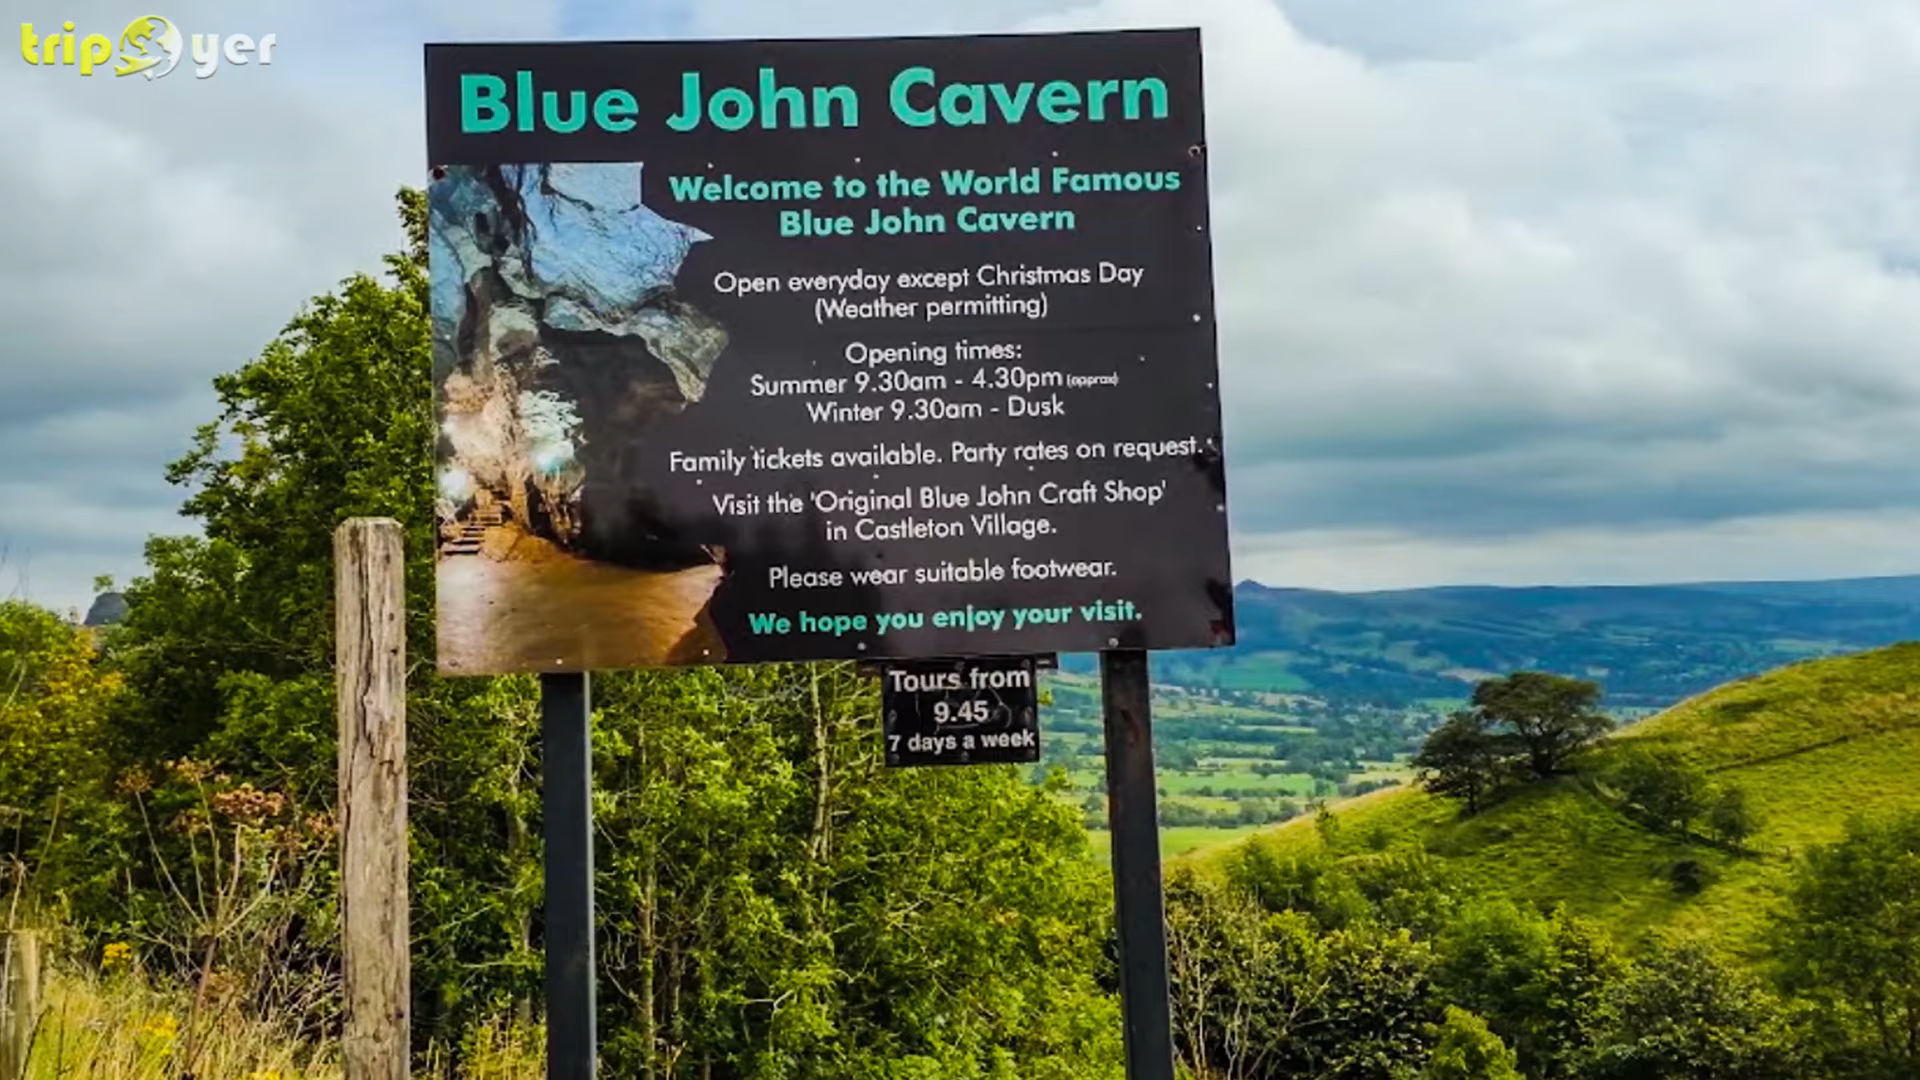 trip yer
Blue John Cavern
Welcome to the World Famous
Blue John Cavern
Open everyday except Christmas Day
(Weather permitting)
Opening times:
Summer 9.30am - 4.30pm (approx)
Winter 9.30am - Dusk
Family tickets available. Party rates on request.
Visit the 'Original Blue John Craft Shop'
in Castleton Village.
Please wear suitable footwear.
We hope you enjoy your visit.
Tours from
9.45
7 days a week